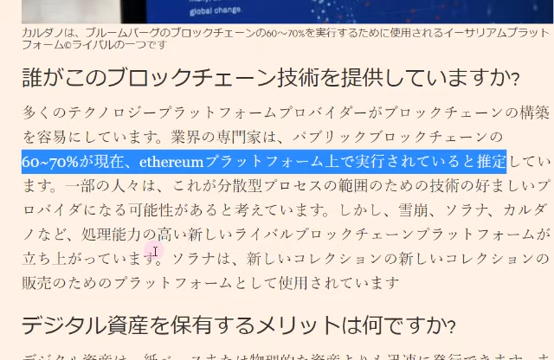 global change.
カルダノは、ブルームバーグのブロックチェーンの60〜70%を実行するために使用されるイーサリアムプラット
フォーム©ライバルの一つです
誰がこのブロックチェーン技術を提供していますか?
多くのテクノロジープラットフォームプロバイダーがブロックチェーンの構築
を容易にしています。業界の専門家は、パブリックブロックチェーンの
60~70%が現在、ethereumプラットフォーム上で実行されていると推定してい
ます。一部の人々は、これが分散型プロセスの範囲のための技術の好ましいプ
ロバイダになる可能性があると考えています。しかし、雪崩、ソラナ、カルダ
ノなど、処理能力の高い新しいライバルブロックチェーンプラットフォームが
立ち上がっています。ソラナは、新しいコレクションの新しいコレクションの
販売のためのプラットフォームとして使用されています
デジタル資産を保有するメリットは何ですか?